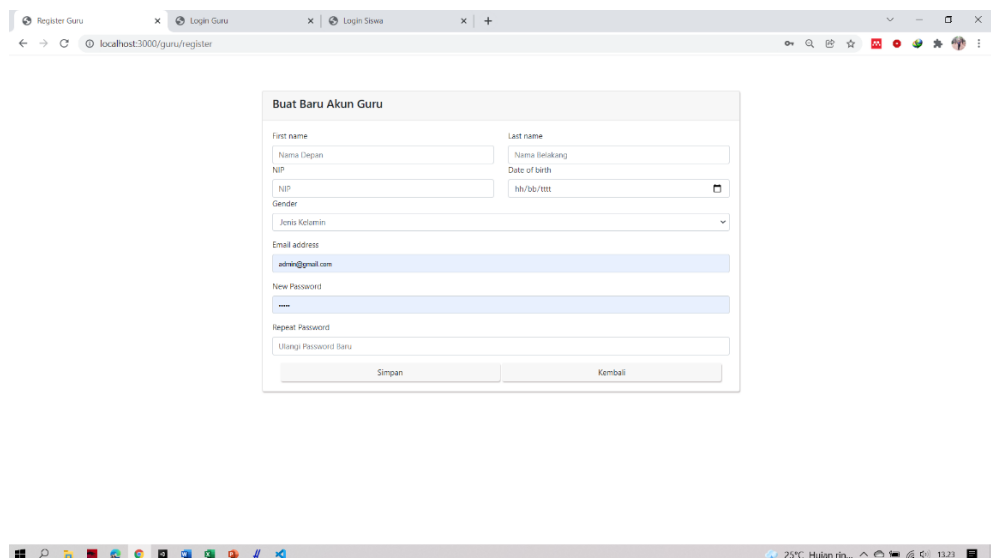 Register Guru
Login Guru
Login Siswa
localhost:3000/guru/register
Buat Baru Akun Guru
First name Last name
Nama Depan Nama Belakang
NIP Date of birth
NIP hh/bb/tttt
Gender
Jenis Kelamin
Email address
admin@gmail.com
New Password
•••••
Repeat Password
Ulangi Password Baru
Simpan Kembali
25°C Hujan rin... 13.23